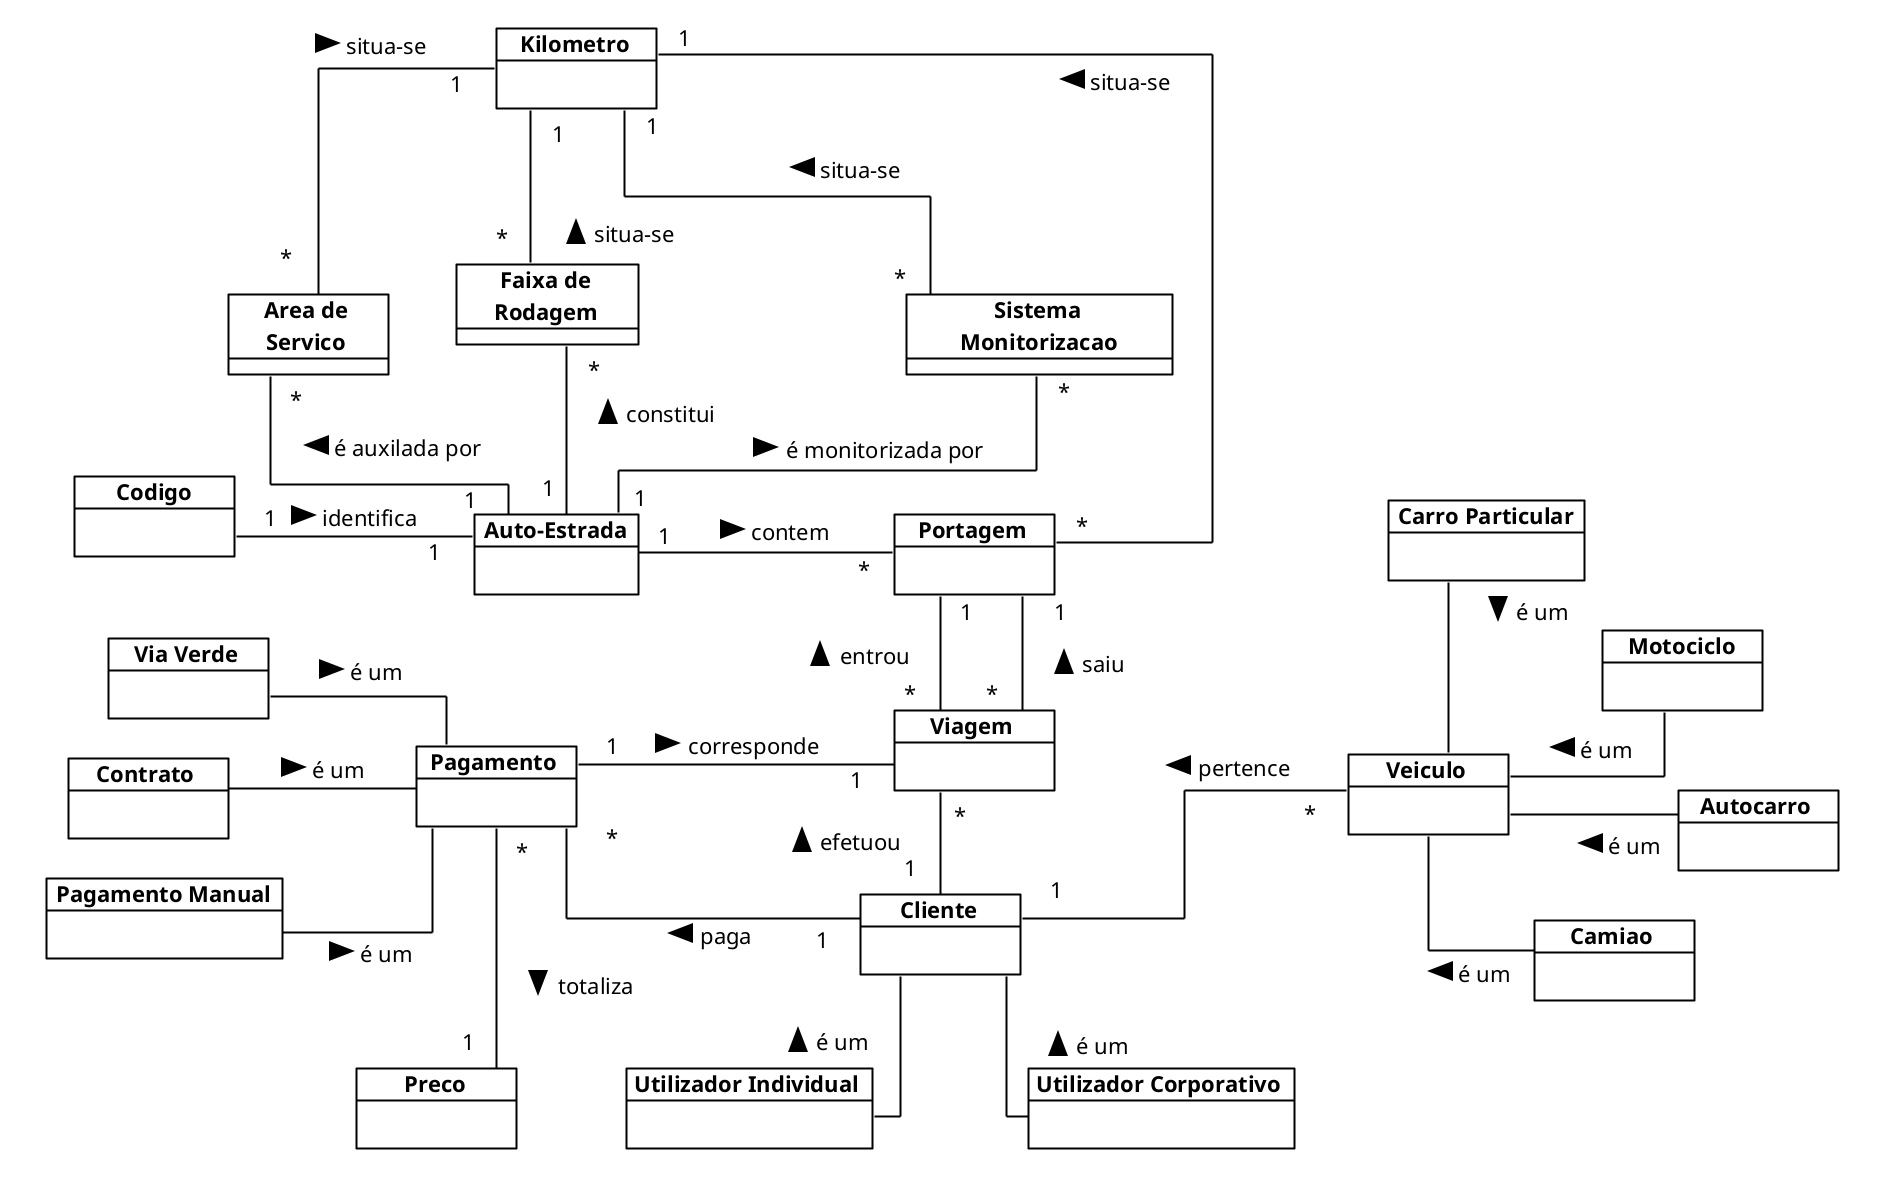 situa-se
Kilometro
1
1
situa-se
1
1
situa-se
*
*
situa-se
*
Area de
Servico
Faixa de
Rodagem
Sistema
Monitorizacao
*
*
*
constitui
é auxilada por
é monitorizada por
Codigo
1
identifica
1
1
1
1
Auto-Estrada
1
contem
*
Portagem
*
Carro Particular
é um
1
1
entrou
saiu
*
*
Motociclo
é um
Via Verde
é um
Viagem
Contrato
é um
Pagamento
1
corresponde
1
pertence
*
Veiculo
Autocarro
é um
*
*
*
efetuou
1
Pagamento Manual
é um
paga
1
Cliente
1
Camiao
é um
totaliza
1
é um
é um
Preco
Utilizador Individual
Utilizador Corporativo